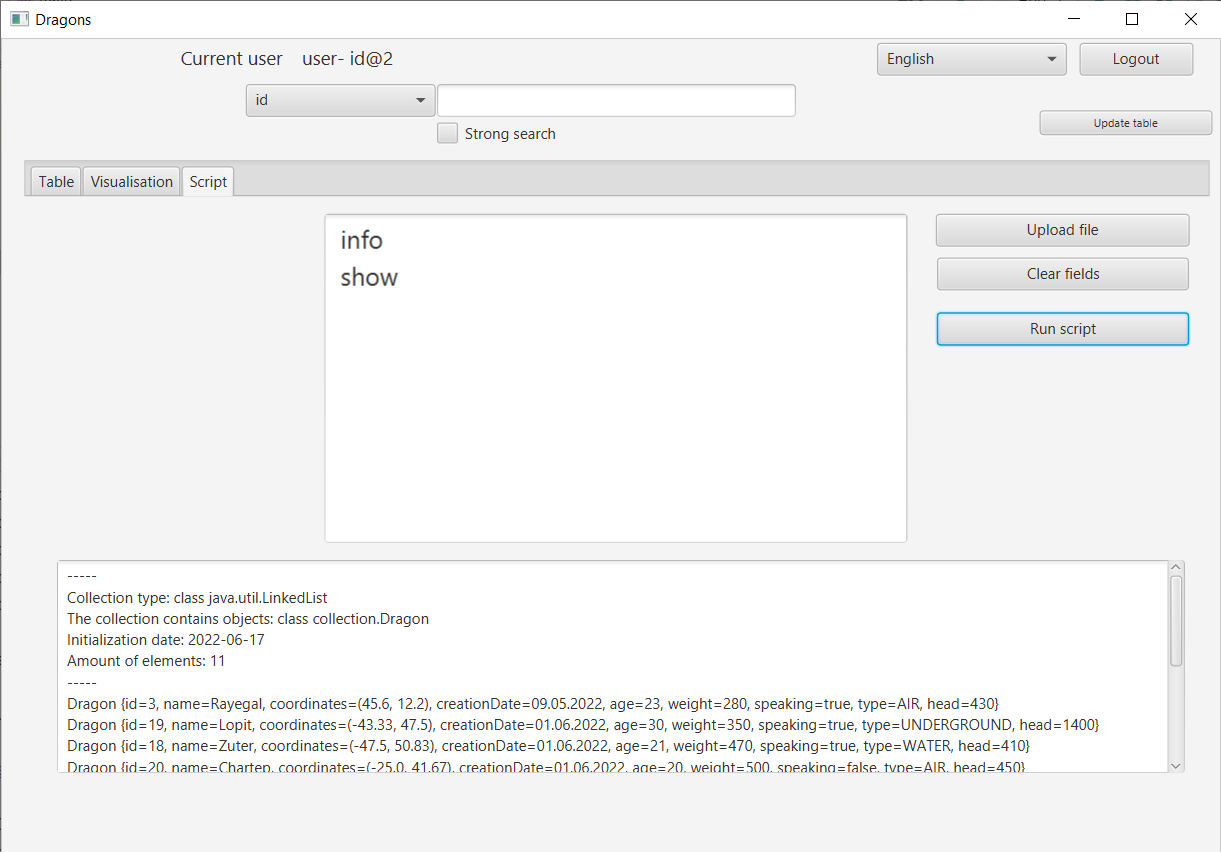 Dragons
Current user user- id@2
English
Logout
id
Strong search
Update table
Table Visualisation Script
info
show
Upload file
Clear fields
Run script
-----
Collection type: class java.util.LinkedList
The collection contains objects: class collection.Dragon
Initialization date: 2022-06-17
Amount of elements: 11
-----
Dragon {id=3, name=Rayegal, coordinates=(45.6, 12.2), creationDate=09.05.2022, age=23, weight=280, speaking=true, type=AIR, head=430}
Dragon {id=19, name=Lopit, coordinates=(-43.33, 47.5), creationDate=01.06.2022, age=30, weight=350, speaking=true, type=UNDERGROUND, head=1400}
Dragon {id=18, name=Zuter, coordinates=(-47.5, 50.83), creationDate=01.06.2022, age=21, weight=470, speaking=true, type=WATER, head=410}
Dragon {id=20, name=Chartep, coordinates=(-25.0, 41.67), creationDate=01.06.2022, age=20, weight=500, speaking=false, type=AIR, head=450}